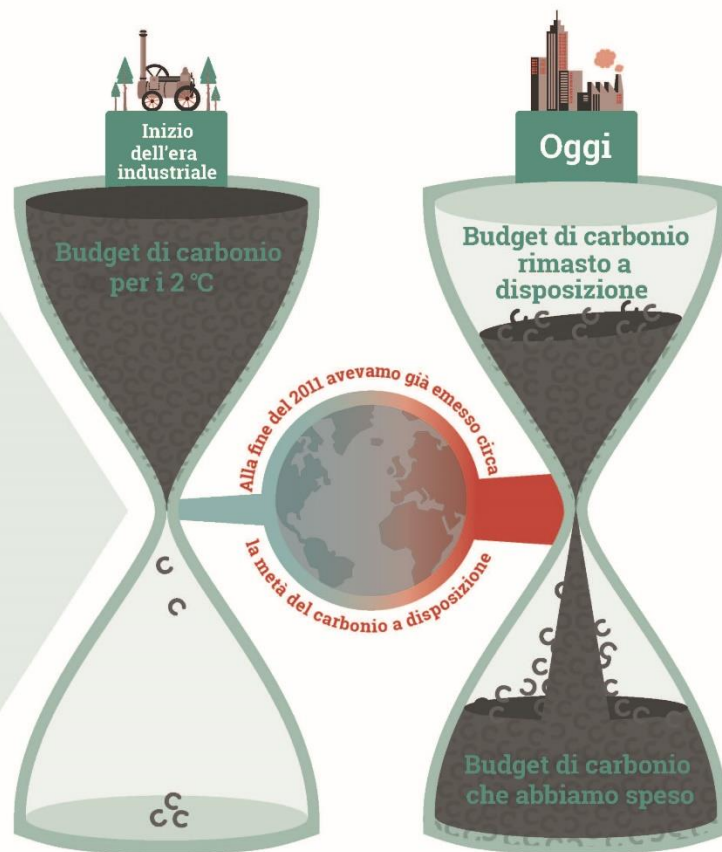 Inizio
dell'era
industriale
Budget di carbonio
per i 2 °C
Alla fine del 2011 avevamo già emesso circa
la metà del carbonio a disposizione
Oggi
Budget di carbonio
rimasto a
disposizione
Budget di carbonio
che abbiamo speso